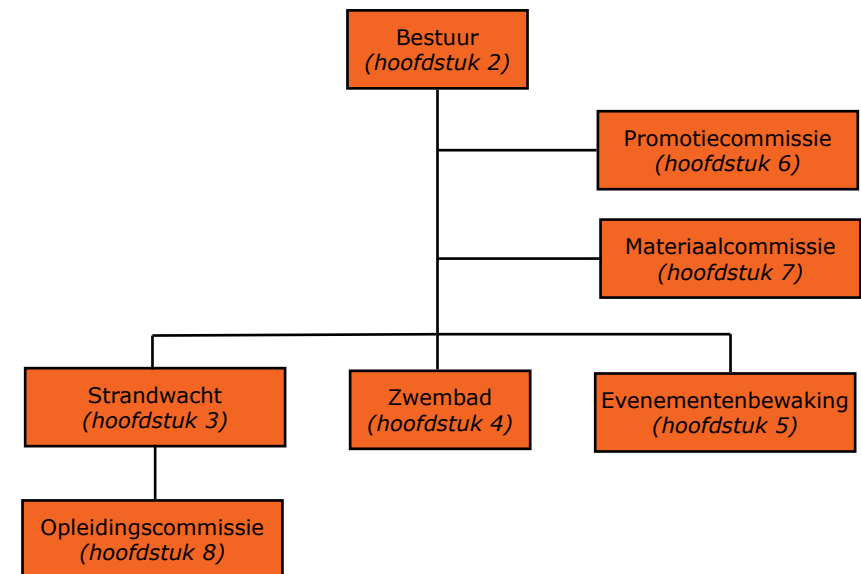 Bestuur
(hoofdstuk 2)
Promotiecommissie
(hoofdstuk 6)
Materiaalcommissie
(hoofdstuk 7)
Strandwacht
(hoofdstuk 3)
Zwembad
(hoofdstuk 4)
Evenementenbewaking
(hoofdstuk 5)
Opleidingscommissie
(hoofdstuk 8)